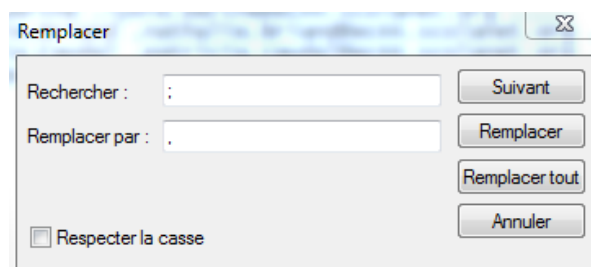 Remplacer
Rechercher : ; Suivant
Remplacer par : , Remplacer
Remplacer tout
Annuler
Respecter la casse